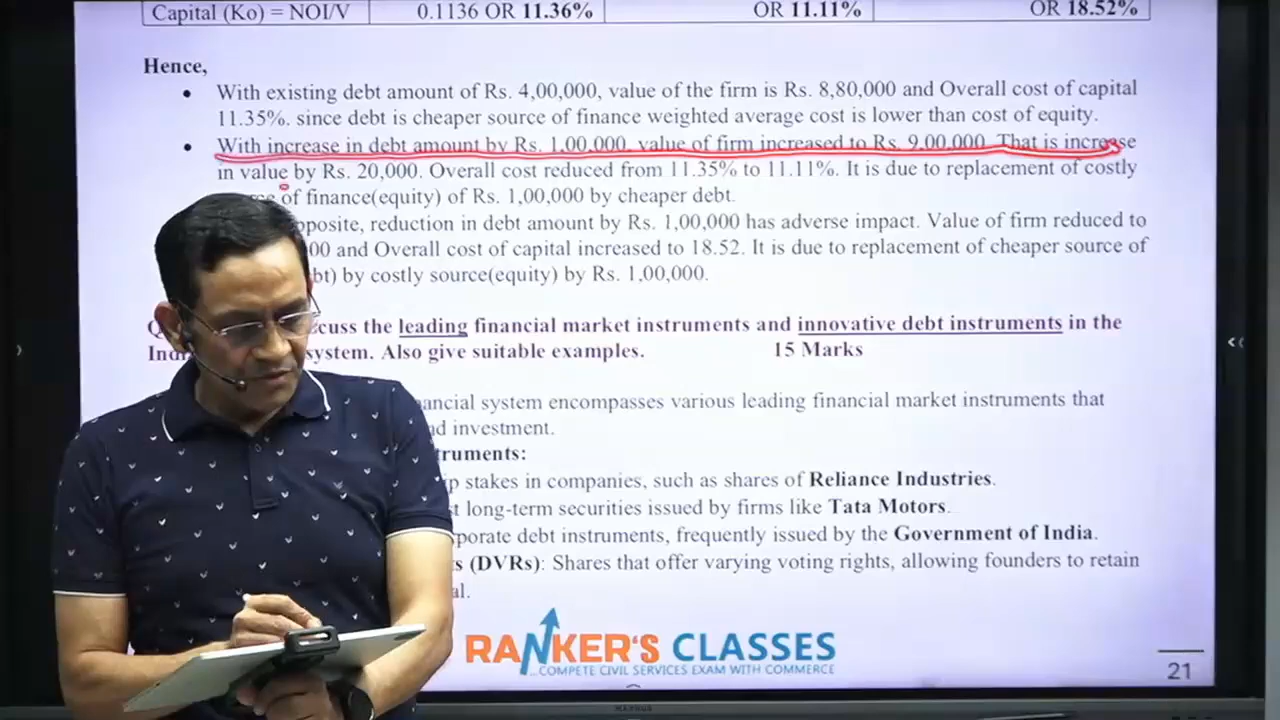 Capital (Ko) = NOI/V 0.1136 OR 11.36% OR 11.11% OR 18.52%
Hence,
• With existing debt amount of Rs. 4,00,000, value of the firm is Rs. 8,80,000 and Overall cost of capital
11.35%. since debt is cheaper source of finance weighted average cost is lower than cost of equity.
• With increase in debt amount by Rs. 1,00,000, value of firm increased to Rs. 9,00,000. That is increase
in value by Rs. 20,000. Overall cost reduced from 11.35% to 11.11%. It is due to replacement of costly
of finance(equity) of Rs. 1,00,000 by cheaper debt.
reduction in debt amount by Rs. 1,00,000 has adverse impact. Value of firm reduced to
00 and Overall cost of capital increased to 18.52. It is due to replacement of cheaper source of
by costly source(equity) by Rs. 1,00,000.
the leading financial market instruments and innovative debt instruments in the
Also give suitable examples. 15 Marks
system encompasses various leading financial market instruments that
investment.
stakes in companies, such as shares of Reliance Industries.
long-term securities issued by firms like Tata Motors.
debt instruments, frequently issued by the Government of India.
(DVRs): Shares that offer varying voting rights, allowing founders to retain
RANKER'S CLASSES
...COMPETE CIVIL SERVICES EXAM WITH COMMERCE
21